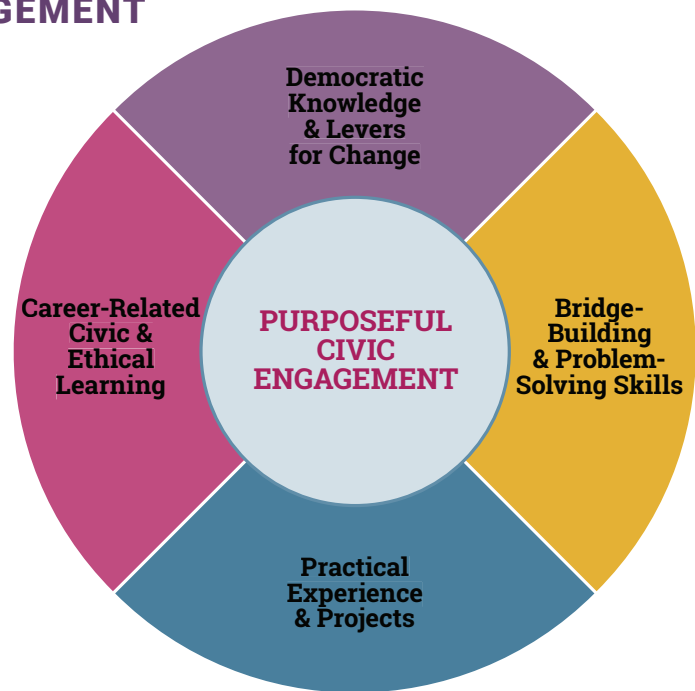 GEMENT
Democratic
Knowledge
& Levers
for Change
Career-Related
Civic &
Ethical
Learning
PURPOSEFUL
CIVIC
ENGAGEMENT
Bridge-
Building
& Problem-
Solving Skills
Practical
Experience
& Projects